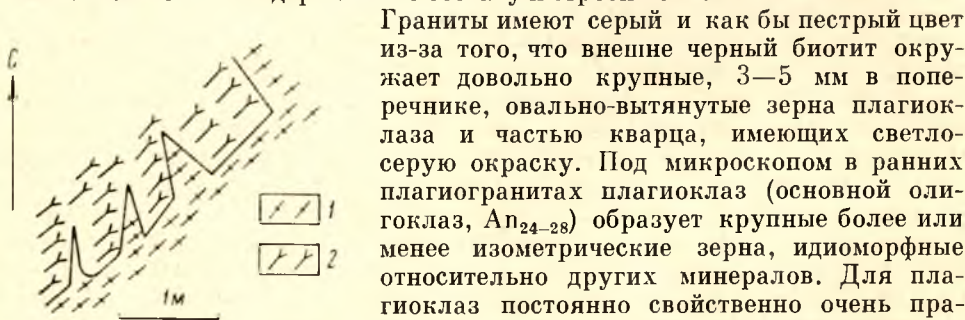 Граниты имеют серый и как бы пестрый цвет
из-за того, что внешне черный биотит окру-
жает довольно крупные, 3—5 мм в попе-
речнике, овально-вытянутые зерна плагиок-
лаза и частью кварца, имеющих светло-
серую окраску. Под микроскопом в ранних
плагиогранитах плагиоклаз (основной оли-
гоклаз, An₂₄₋₂₈) образует крупные более или
менее изометрические зерна, идиоморфные
относительно других минералов. Для пла-
гиоклаз постоянно свойственно очень пра-
С
1
2
1м